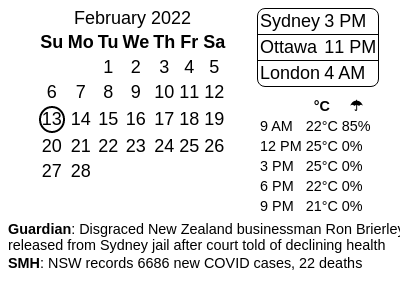 February 2022
Su Mo Tu We Th Fr Sa
1 2 3 4 5
6 7 8 9 10 11 12
13 14 15 16 17 18 19
20 21 22 23 24 25 26
27 28
Sydney 3 PM
Ottawa 11 PM
London 4 AM
°C ☂
9 AM 22°C 85%
12 PM 25°C 0%
3 PM 25°C 0%
6 PM 22°C 0%
9 PM 21°C 0%
Guardian: Disgraced New Zealand businessman Ron Brierley
released from Sydney jail after court told of declining health
SMH: NSW records 6686 new COVID cases, 22 deaths